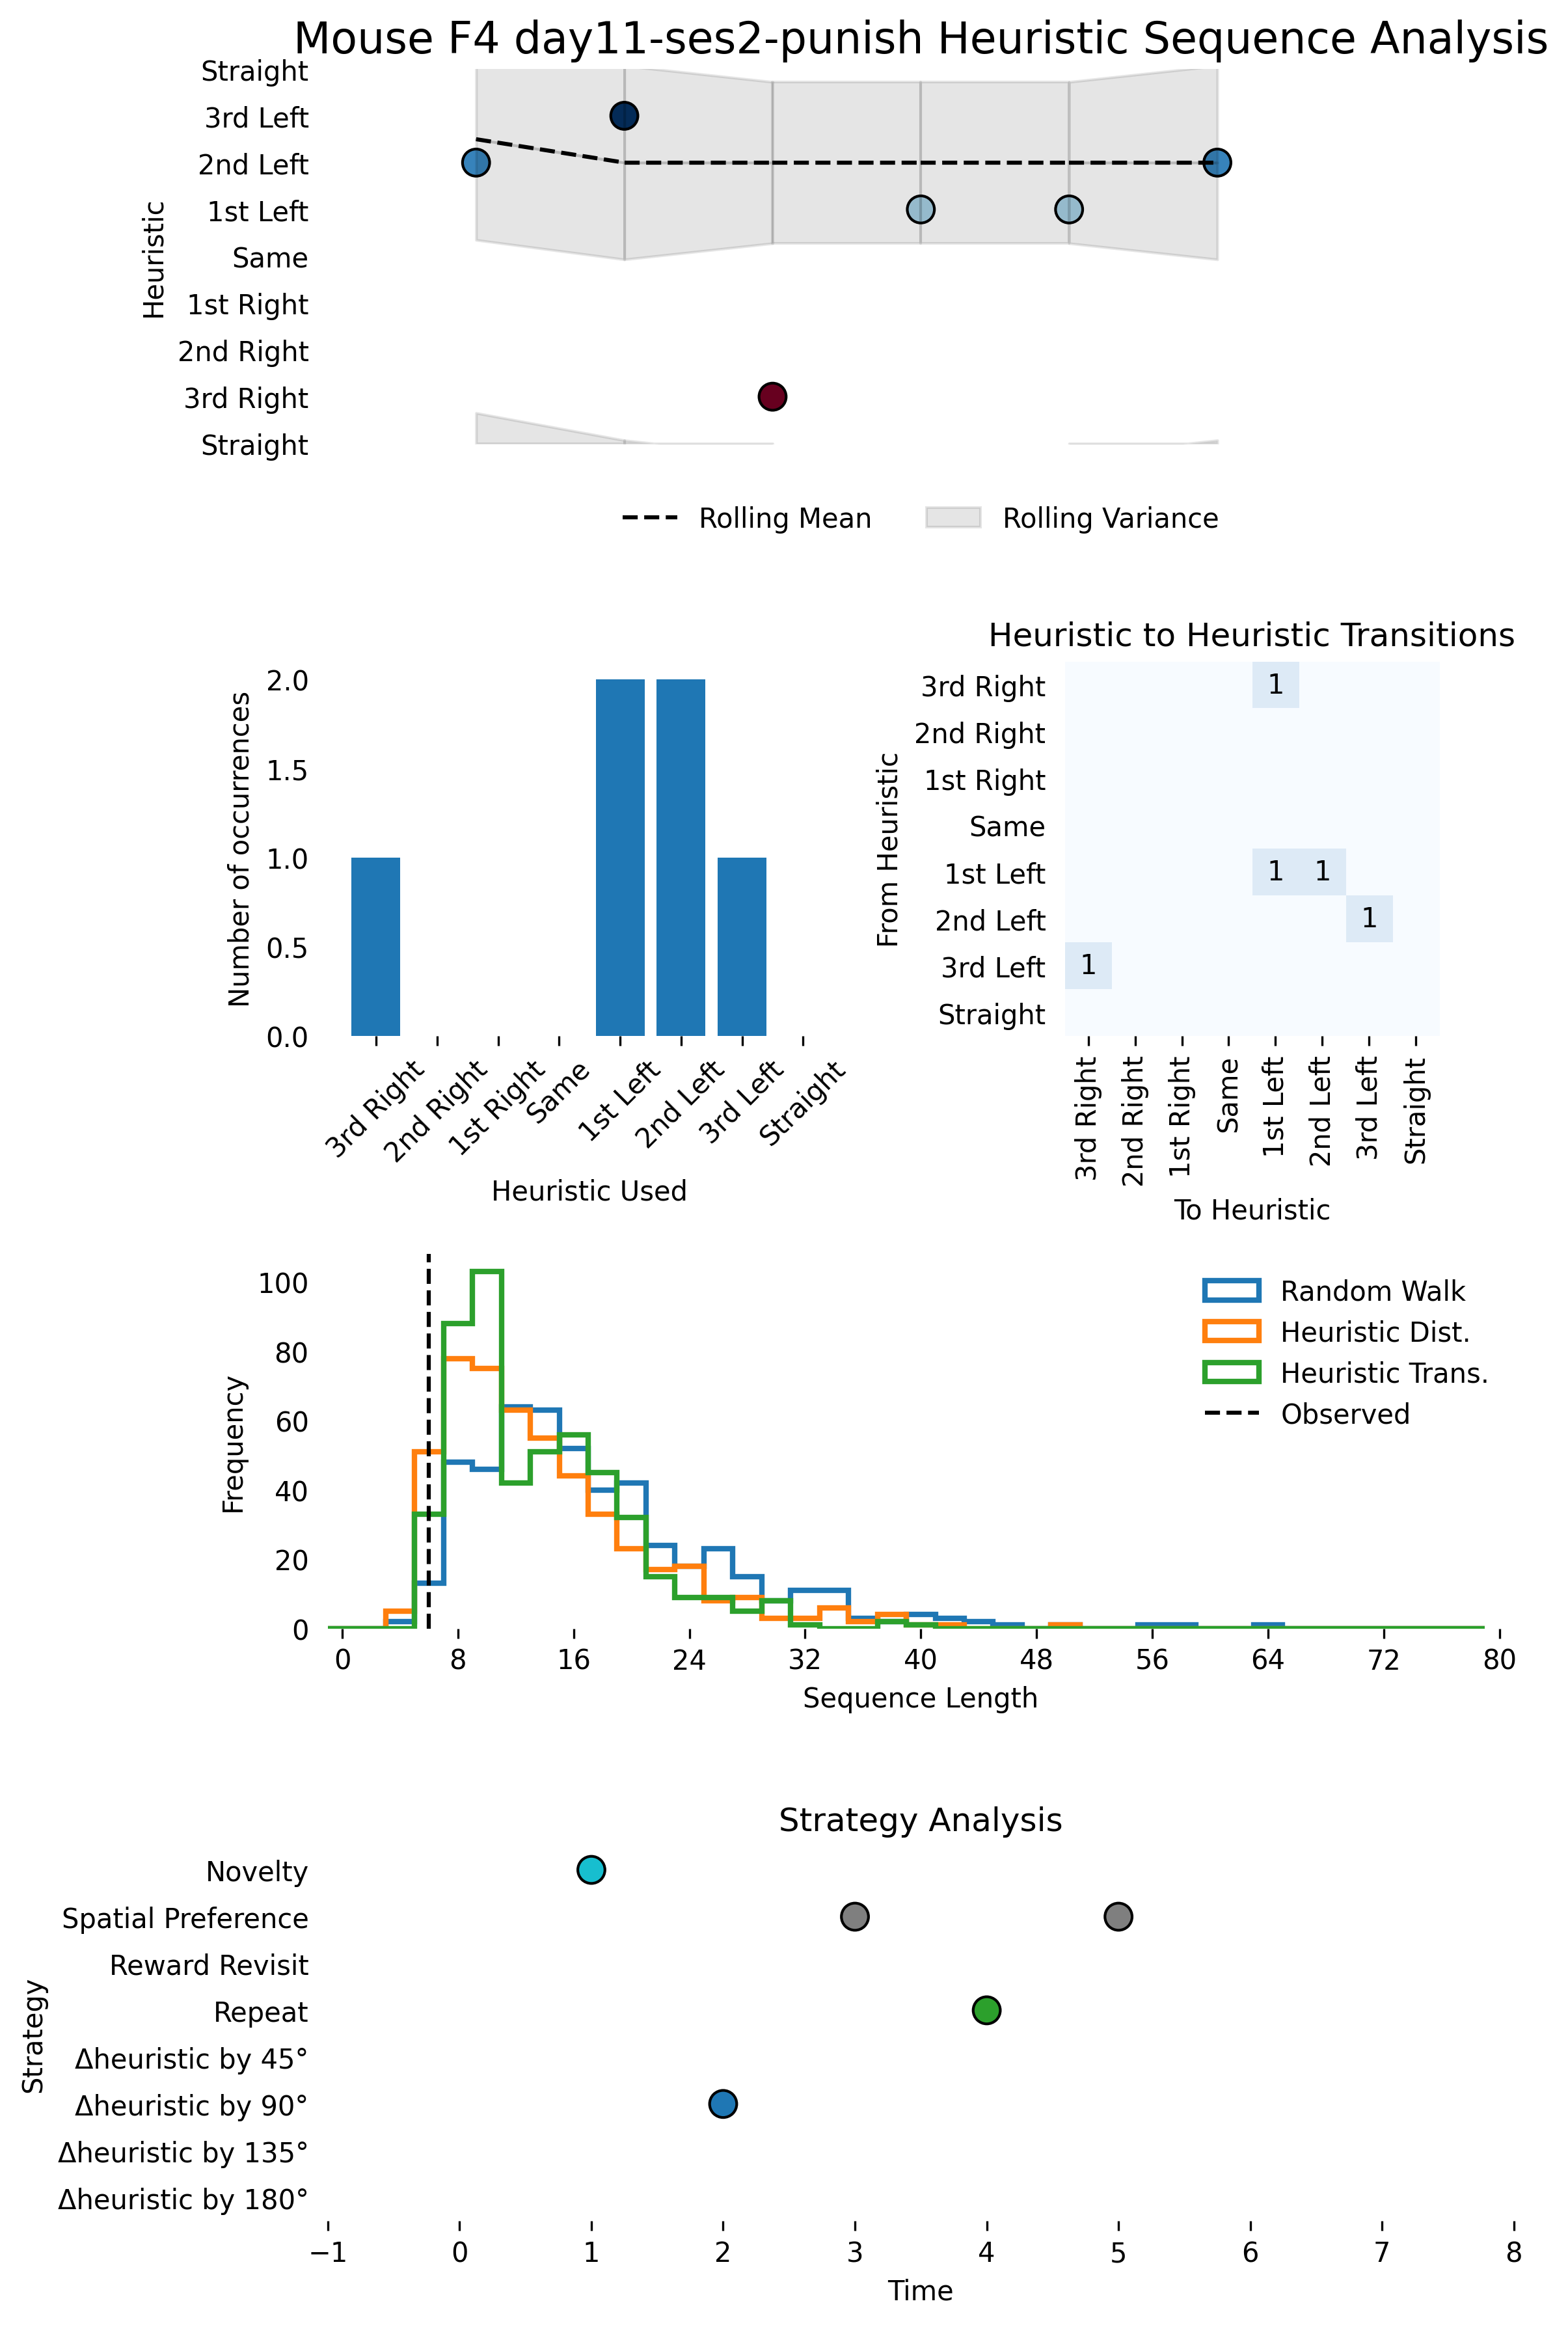 Mouse F4 day11-ses2-punish Heuristic Sequence Analysis
Heuristic
Straight
3rd Left
2nd Left
1st Left
Same
1st Right
2nd Right
3rd Right
Straight
Rolling Mean
Rolling Variance
Number of occurrences
2.0
1.5
1.0
0.5
0.0
3rd Right
2nd Right
1st Right
Same
1st Left
2nd Left
3rd Left
Straight
Heuristic Used
Heuristic to Heuristic Transitions
From Heuristic
3rd Right
2nd Right
1st Right
Same
1st Left
2nd Left
3rd Left
Straight
1
1 1
1
1
3rd Right
2nd Right
1st Right
Same
1st Left
2nd Left
3rd Left
Straight
To Heuristic
Frequency
100
80
60
40
20
0
0 8 16 24 32 40 48 56 64 72 80
Sequence Length
Random Walk
Heuristic Dist.
Heuristic Trans.
Observed
Strategy Analysis
Strategy
Novelty
Spatial Preference
Reward Revisit
Repeat
Δheuristic by 45°
Δheuristic by 90°
Δheuristic by 135°
Δheuristic by 180°
−1 0 1 2 3 4 5 6 7 8
Time